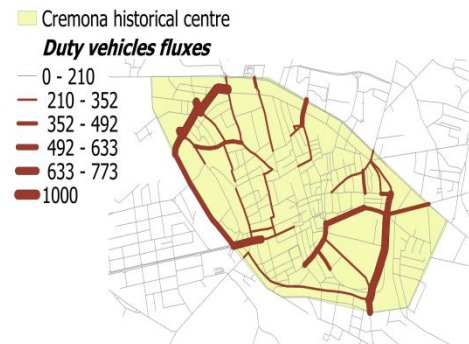 Cremona historical centre
Duty vehicles fluxes
0 - 210
210 - 352
352 - 492
492 - 633
633 - 773
1000